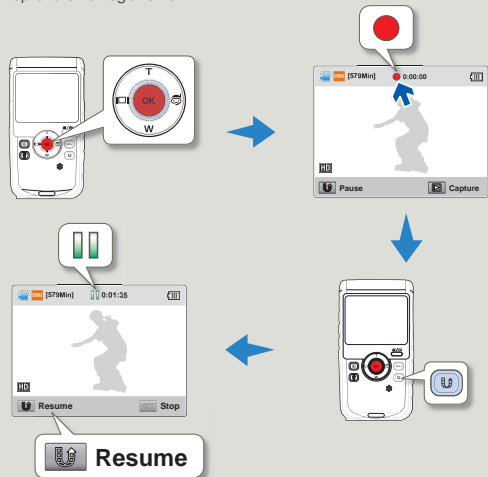 T
OK
W
[579Min] 0:00:00
HD
Pause Capture
[579Min] 0:01:35
HD
Resume Stop
Resume